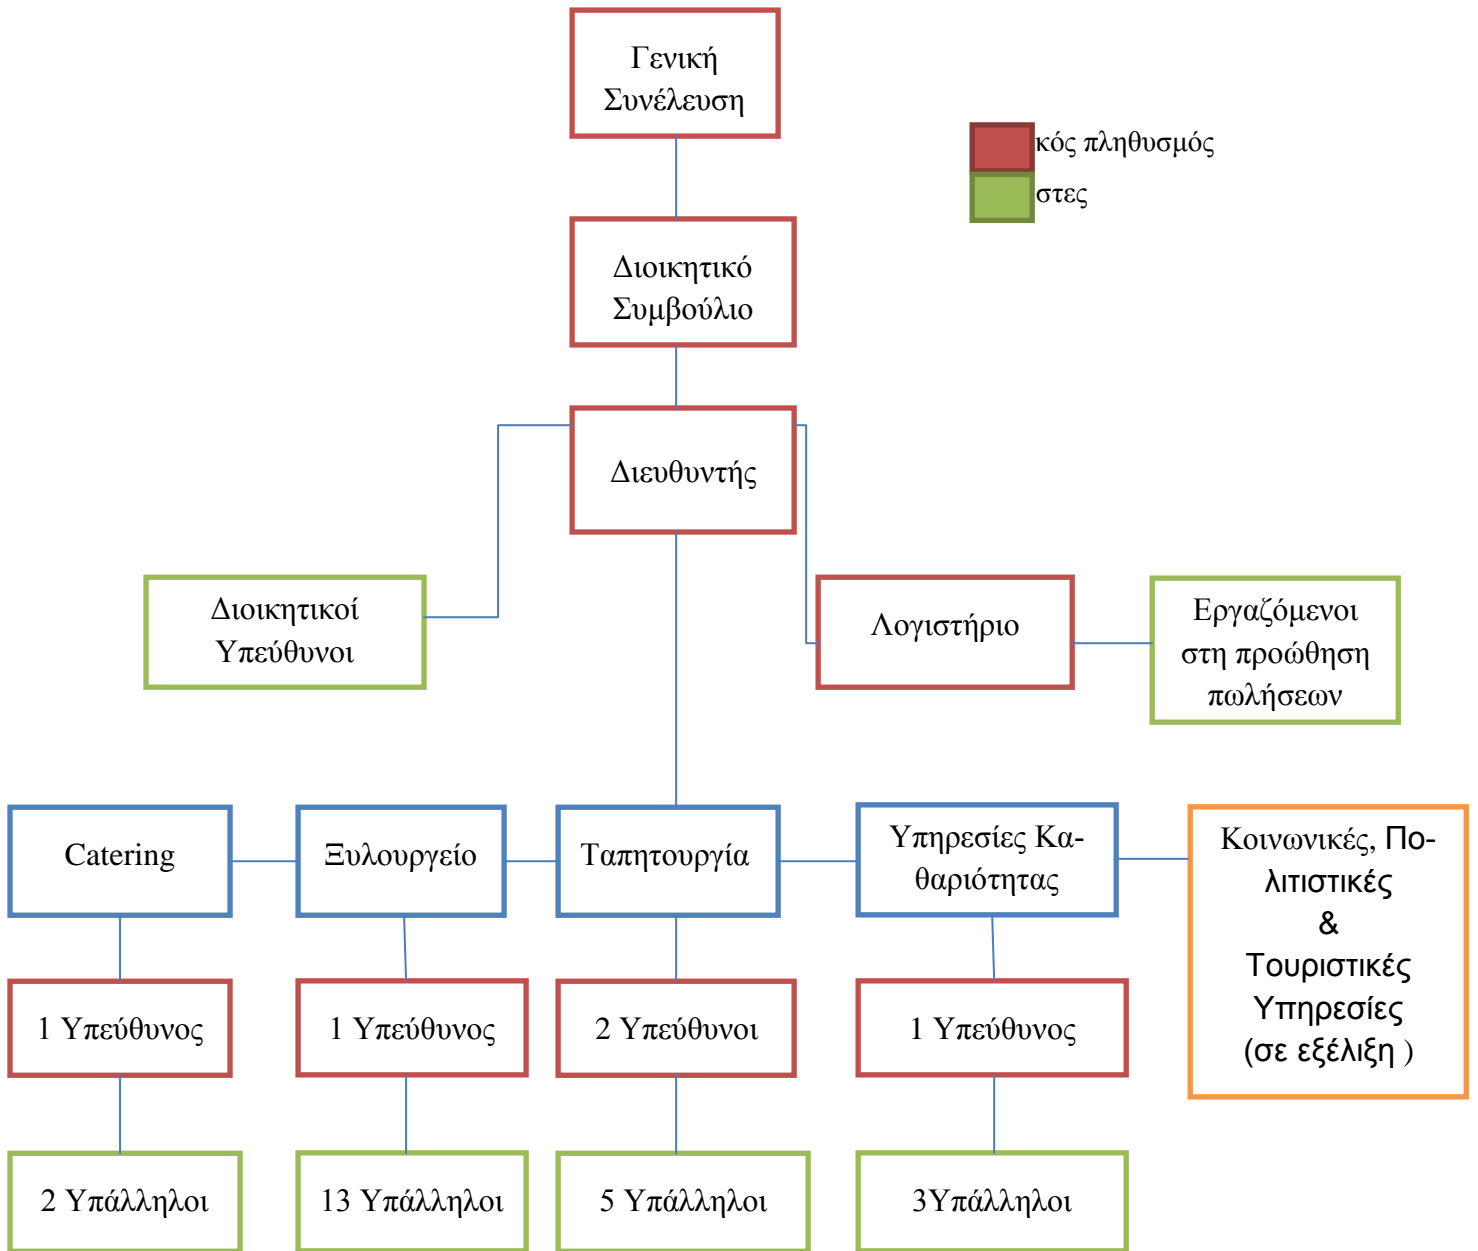 Γενική
Συνέλευση
κός πληθυσμός
στες
Διοικητικό
Συμβούλιο
Διευθυντής
Διοικητικοί
Υπεύθυνοι
Λογιστήριο
Εργαζόμενοι
στη προώθηση
πωλήσεων
Catering
Ξυλουργείο
Ταπητουργία
Υπηρεσίες Κα-
θαριότητας
Κοινωνικές, Πο-
λιτιστικές
&
Τουριστικές
Υπηρεσίες
(σε εξέλιξη )
1 Υπεύθυνος
1 Υπεύθυνος
2 Υπεύθυνοι
1 Υπεύθυνος
2 Υπάλληλοι
13 Υπάλληλοι
5 Υπάλληλοι
3Υπάλληλοι